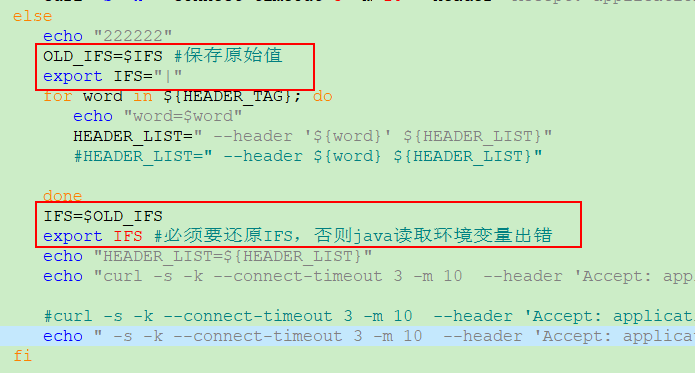 else
echo "222222"
OLD_IFS=$IFS #保存原始值
export IFS="|"
for word in ${HEADER_TAG}; do
echo "word=$word"
HEADER_LIST=" --header '${word}' ${HEADER_LIST}"
#HEADER_LIST=" --header ${word} ${HEADER_LIST}"
done
IFS=$OLD_IFS
export IFS #必须要还原IFS，否则java读取环境变量出错
echo "HEADER_LIST=${HEADER_LIST}"
echo "curl -s -k --connect-timeout 3 -m 10  --header 'Accept: appl
#curl -s -k --connect-timeout 3 -m 10  --header 'Accept: applicat
echo " -s -k --connect-timeout 3 -m 10  --header 'Accept: applica
fi